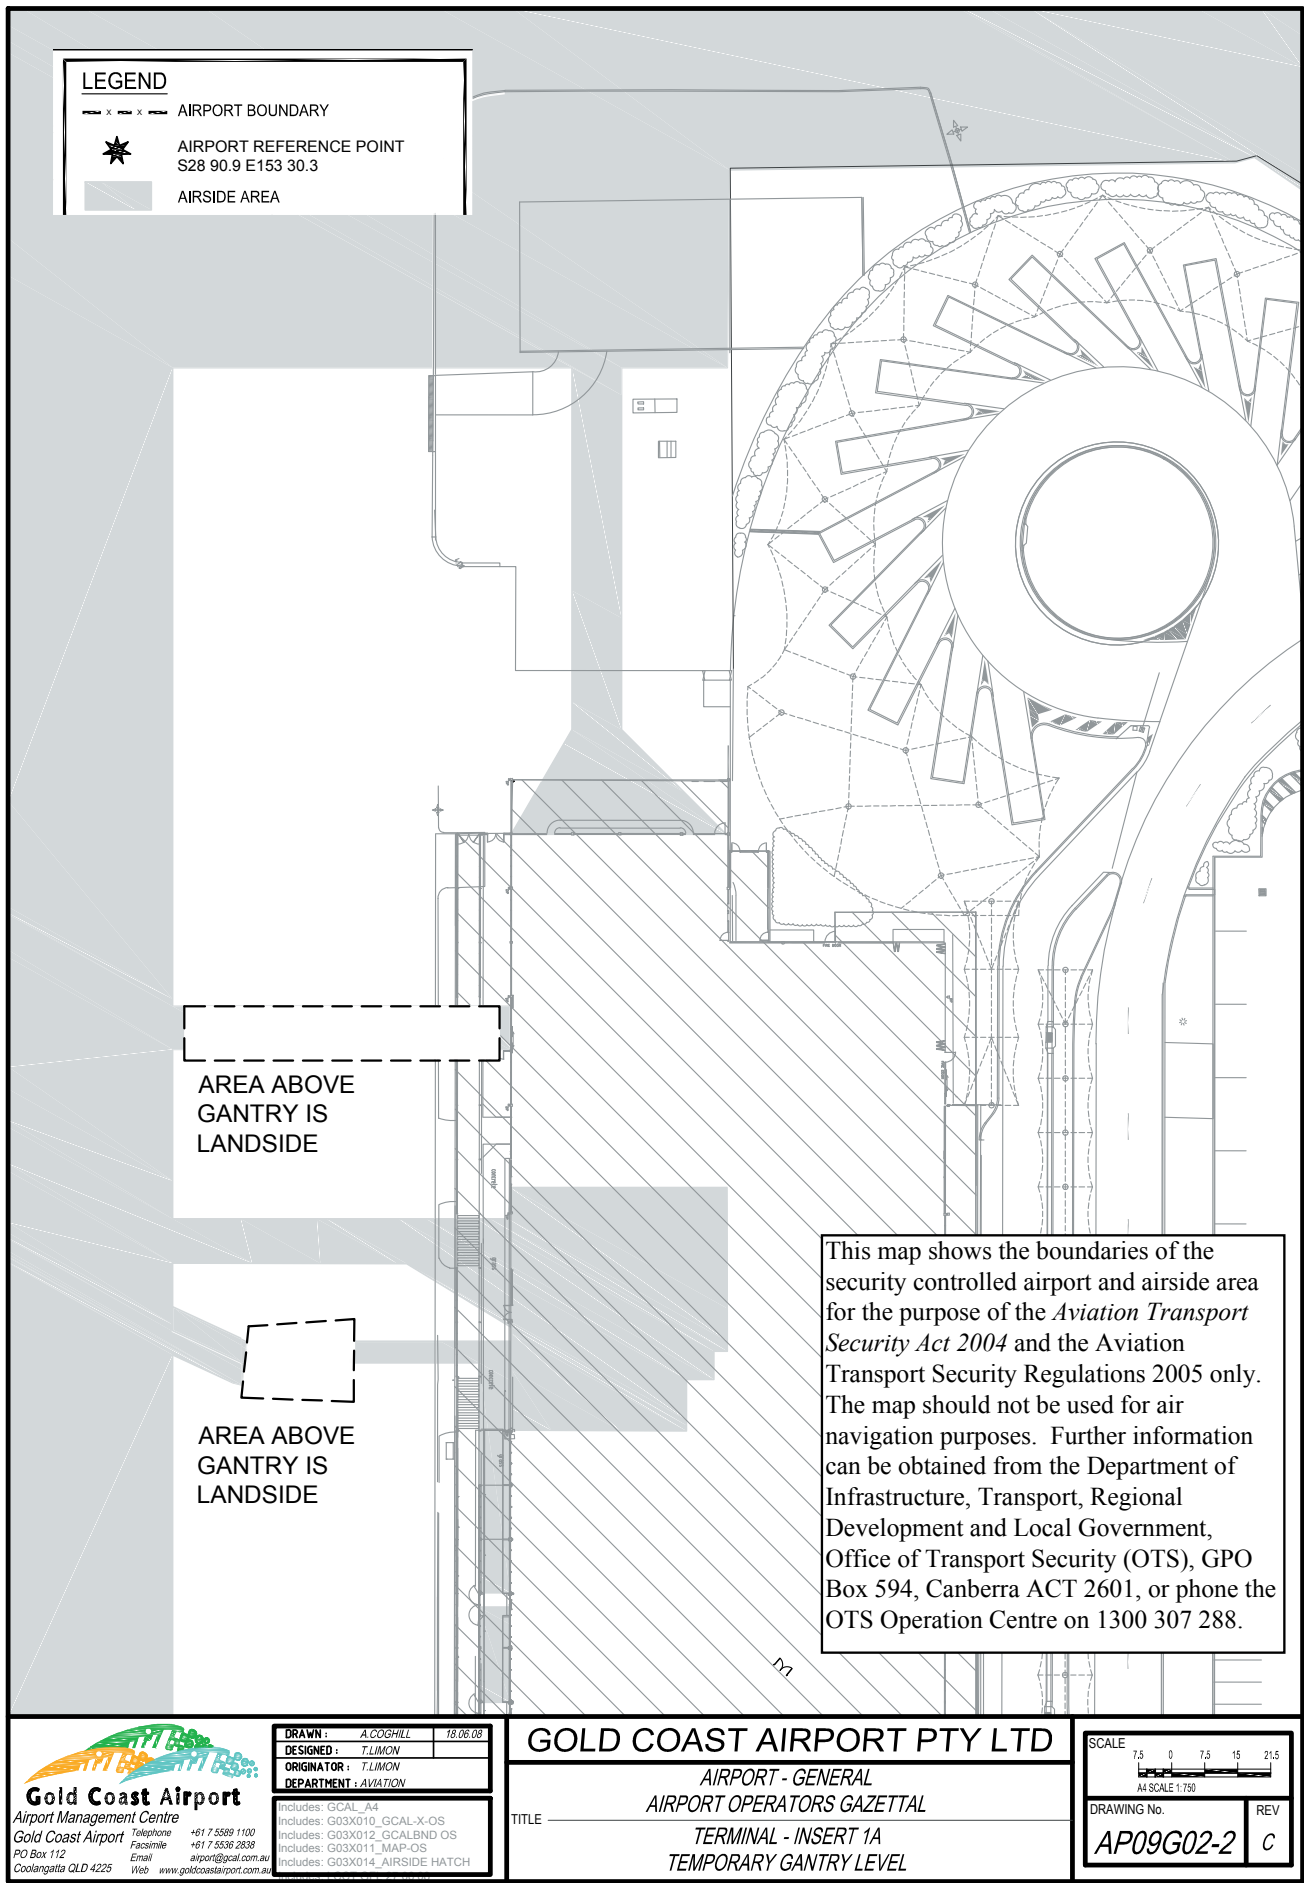 LEGEND
AIRPORT BOUNDARY
AIRPORT REFERENCE POINT
S28 90.9 E153 30.3
AIRSIDE AREA
AREA ABOVE
GANTRY IS
LANDSIDE
AREA ABOVE
GANTRY IS
LANDSIDE
This map shows the boundaries of the
security controlled airport and airside area
for the purpose of the Aviation Transport
Security Act 2004 and the Aviation
Transport Security Regulations 2005 only.
The map should not be used for air
navigation purposes. Further information
can be obtained from the Department of
Infrastructure, Transport, Regional
Development and Local Government,
Office of Transport Security (OTS), GPO
Box 594, Canberra ACT 2601, or phone the
OTS Operation Centre on 1300 307 288.
Gold Coast Airport
Airport Management Centre
Gold Coast Airport
PO Box 112
Coolangatta QLD 4225
Telephone +61 7 5589 1100
Facsimile +61 7 5536 2838
Email airport@gcal.com.au
Web www.goldcoastairport.com.au
DRAWN : A.COGHILL 18.06.08
DESIGNED : T.LIMON
ORIGINATOR : T.LIMON
DEPARTMENT : AVIATION
Includes: GCAL_A4
Includes: G03X010_GCAL-X-OS
Includes: G03X012_GCALBND OS
Includes: G03X011_MAP-OS
Includes: G03X014_AIRSIDE HATCH
GOLD COAST AIRPORT PTY LTD
TITLE
AIRPORT - GENERAL
AIRPORT OPERATORS GAZETTAL
TERMINAL - INSERT 1A
TEMPORARY GANTRY LEVEL
SCALE
7.5 0 7.5 15 21.5
A4 SCALE 1:750
DRAWING No.
AP09G02-2
REV
C